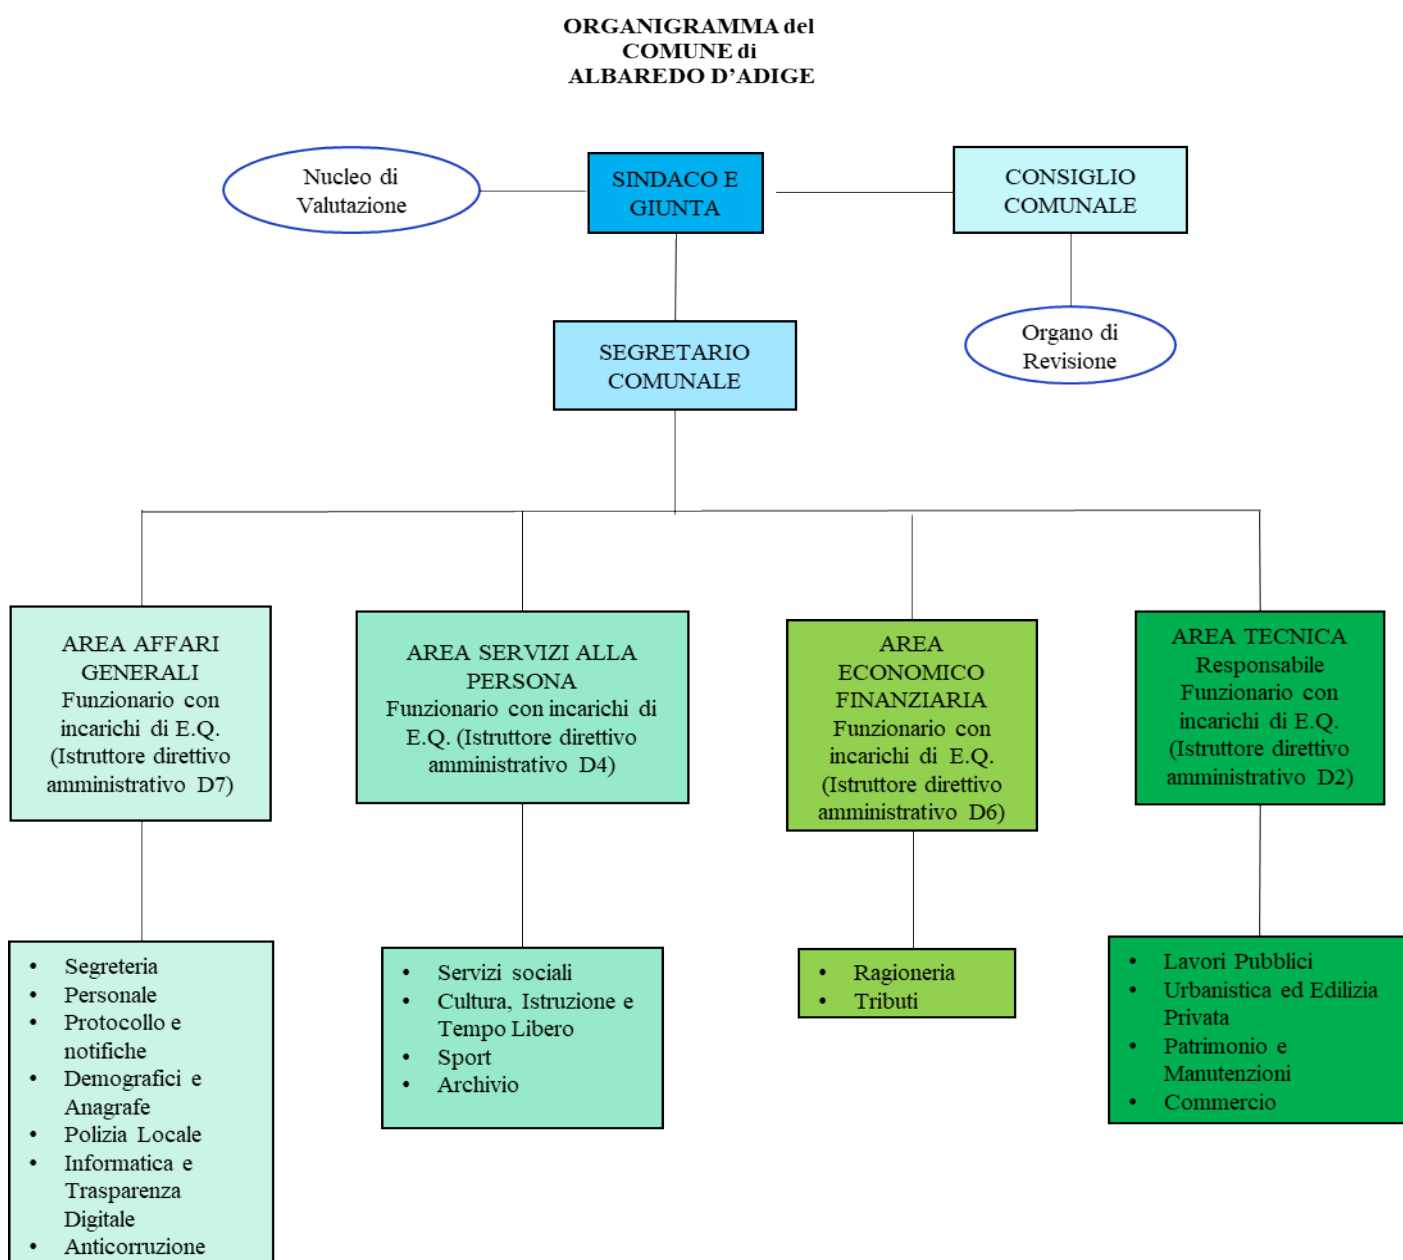 ORGANIGRAMMA del
COMUNE di
ALBAREDO D'ADIGE
Nucleo di
Valutazione
SINDACO E
GIUNTA
CONSIGLIO
COMUNALE
SEGRETARIO
COMUNALE
Organo di
Revisione
AREA AFFARI
GENERALI
Funzionario con
incarichi di E.Q.
(Istruttore direttivo
amministrativo D7)
AREA SERVIZI ALLA
PERSONA
Funzionario con incarichi di
E.Q. (Istruttore direttivo
amministrativo D4)
AREA
ECONOMICO
FINANZIARIA
Funzionario con
incarichi di E.Q.
(Istruttore direttivo
amministrativo D6)
AREA TECNICA
Responsabile
Funzionario con
incarichi di E.Q.
(Istruttore direttivo
amministrativo D2)
• Segreteria
• Personale
• Protocollo e
notifiche
• Demografici e
Anagrafe
• Polizia Locale
• Informatica e
Trasparenza
Digitale
• Anticorruzione
• Servizi sociali
• Cultura, Istruzione e
Tempo Libero
• Sport
• Archivio
• Ragioneria
• Tributi
• Lavori Pubblici
• Urbanistica ed Edilizia
Privata
• Patrimonio e
Manutenzioni
• Commercio